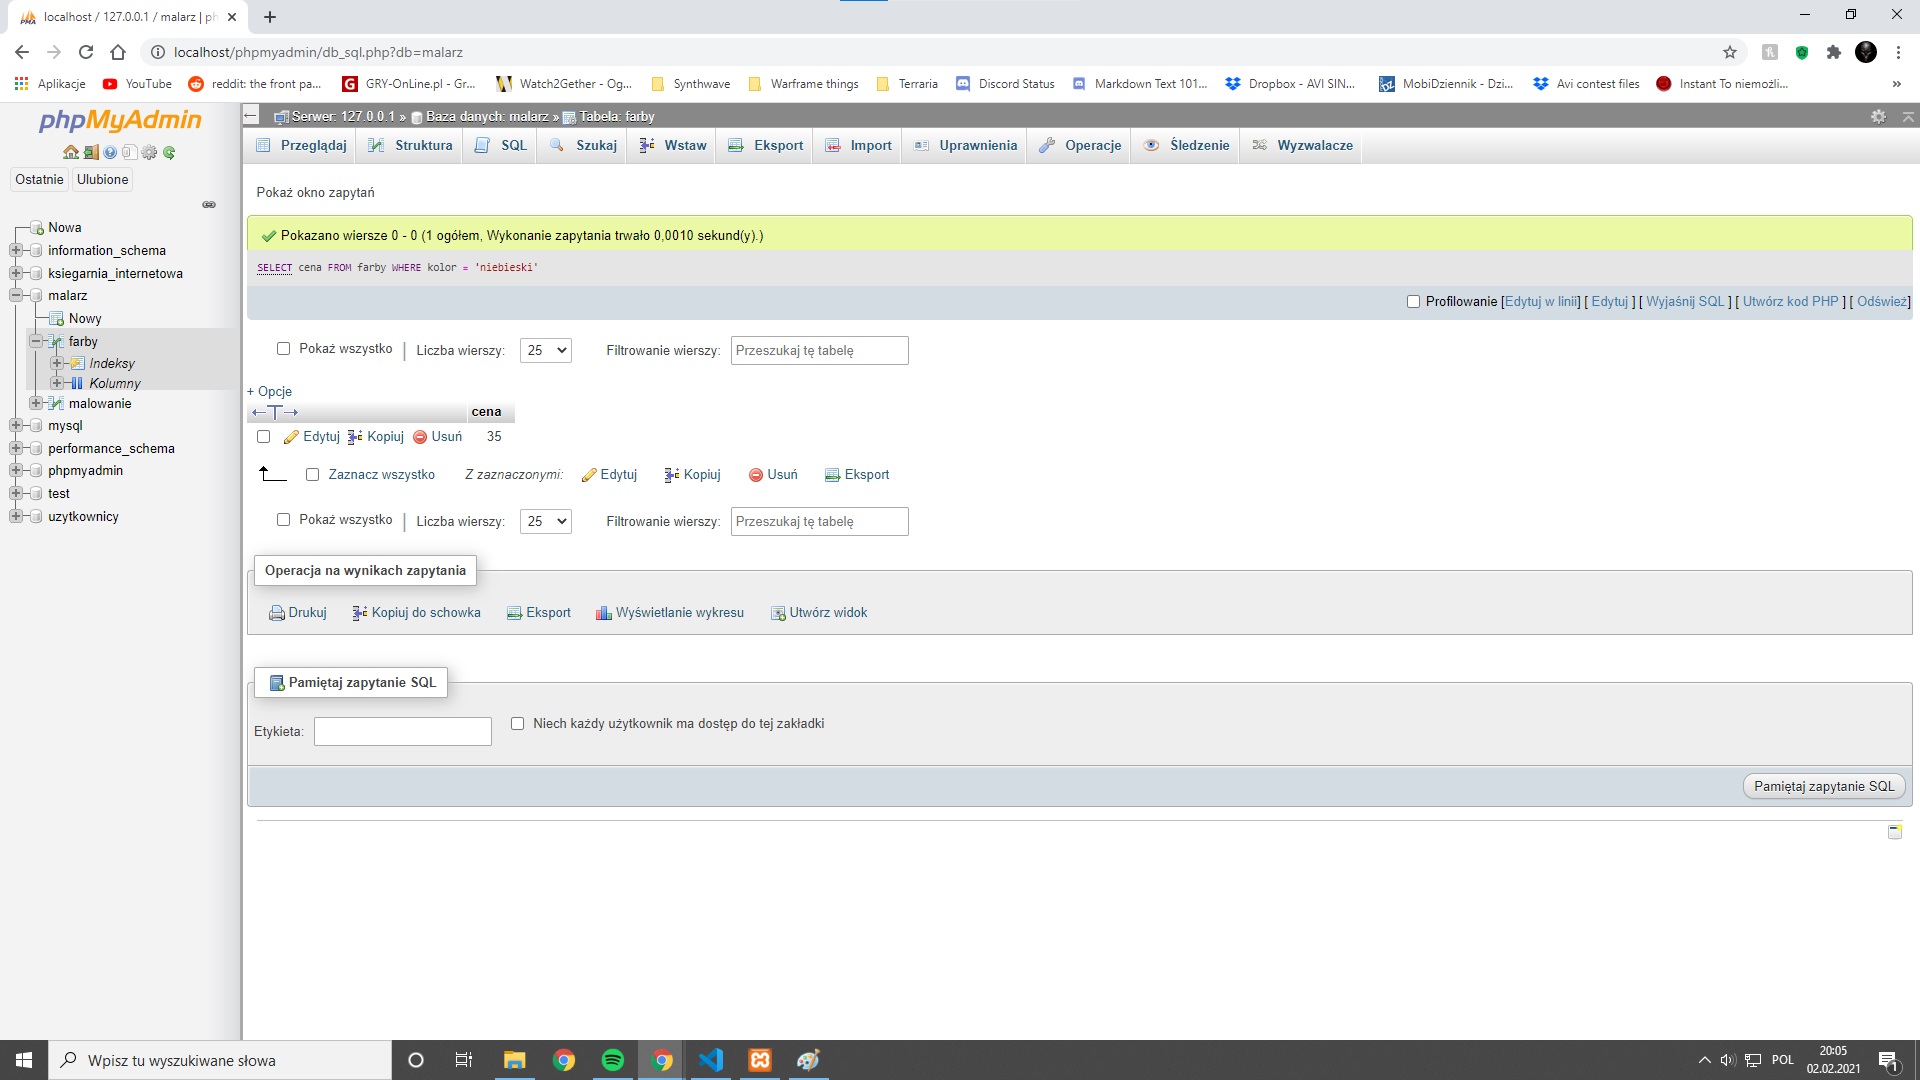 localhost / 127.0.0.1 / malarz | ph
localhost/phpmyadmin/db_sql.php?db=malarz
Aplikacje YouTube reddit: the front pa... GRY-OnLine.pl - Gr... Watch2Gether - Og... Synthwave Warframe things Terraria Discord Status Markdown Text 101... Dropbox - AVI SIN... MobiDziennik - Dzi... Avi contest files Instant To niemożli... »
phpMyAdmin
Ostatnie Ulubione
Nowa
information_schema
ksiegarnia_internetowa
malarz
Nowy
farby
Indeksy
Kolumny
malowanie
mysql
performance_schema
phpmyadmin
test
uzytkownicy
Serwer: 127.0.0.1 » Baza danych: malarz » Tabela: farby
Przeglądaj Struktura SQL Szukaj Wstaw Eksport Import Uprawnienia Operacje Śledzenie Wyzwalacze
Pokaż okno zapytań
Pokazano wiersze 0 - 0 (1 ogółem, Wykonanie zapytania trwało 0,0010 sekund(y).)
SELECT cena FROM farby WHERE kolor = 'niebieski'
Profilowanie [Edytuj w linii] [ Edytuj ] [ Wyjaśnij SQL ] [ Utwórz kod PHP ] [ Odśwież]
Pokaż wszystko | Liczba wierszy: 25 Filtrowanie wierszy: Przeszukaj tę tabelę
+ Opcje
←T→ cena
Edytuj Kopiuj Usuń 35
Zaznacz wszystko Z zaznaczonymi: Edytuj Kopiuj Usuń Eksport
Pokaż wszystko | Liczba wierszy: 25 Filtrowanie wierszy: Przeszukaj tę tabelę
Operacja na wynikach zapytania
Drukuj Kopiuj do schowka Eksport Wyświetlanie wykresu Utwórz widok
Pamiętaj zapytanie SQL
Etykieta: Niech każdy użytkownik ma dostęp do tej zakładki
Pamiętaj zapytanie SQL
Wpisz tu wyszukiwane słowa
POL
20:05
02.02.2021
1